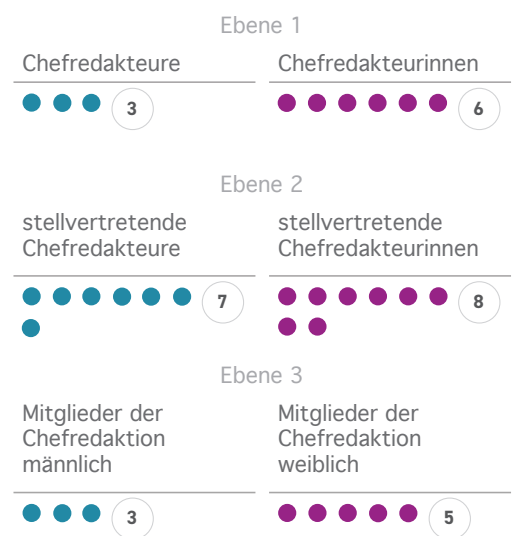 Ebene 1
Chefredakteure
3
Chefredakteurinnen
6
Ebene 2
stellvertretende
Chefredakteure
7
stellvertretende
Chefredakteurinnen
8
Ebene 3
Mitglieder der
Chefredaktion
männlich
3
Mitglieder der
Chefredaktion
weiblich
5